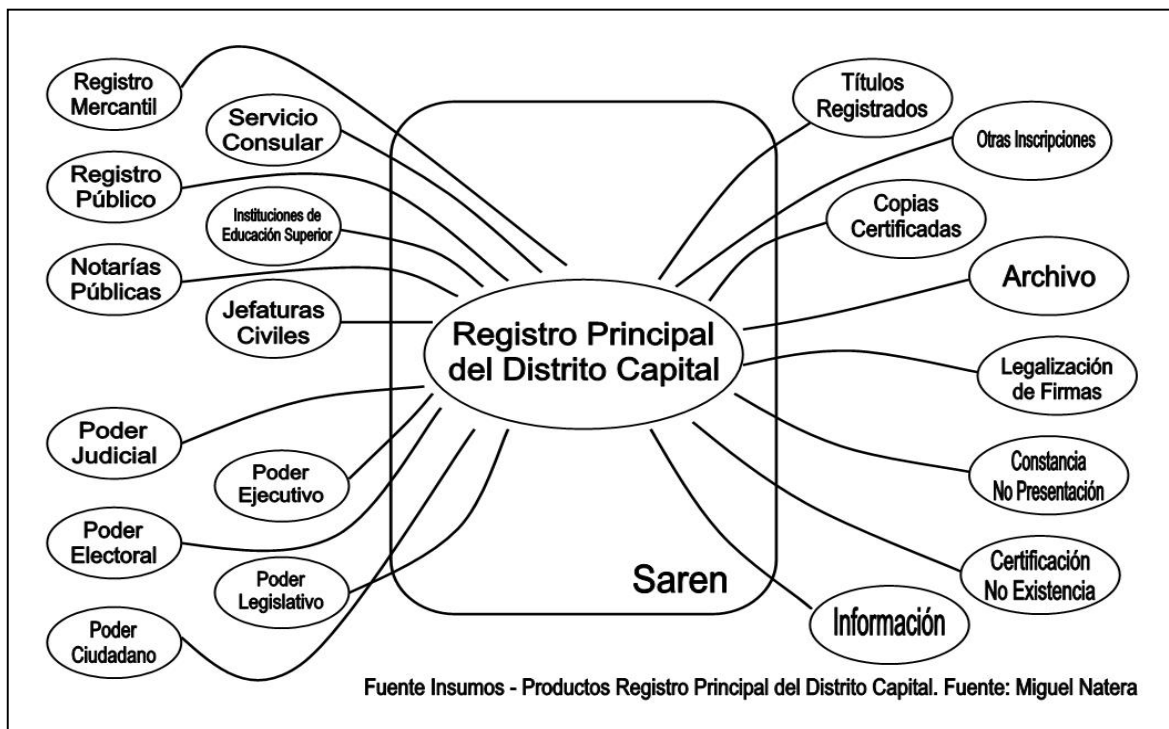 Registro
Mercantil
Servicio
Consular
Registro
Público
Instituciones de
Educación Superior
Notarías
Públicas
Jefaturas
Civiles
Poder
Judicial
Poder
Ejecutivo
Poder
Electoral
Poder
Legislativo
Poder
Ciudadano
Registro Principal
del Distrito Capital
Saren
Títulos
Registrados
Otras Inscripciones
Copias
Certificadas
Archivo
Legalización
de Firmas
Constancia
No Presentación
Certificación
No Existencia
Información
Fuente Insumos - Productos Registro Principal del Distrito Capital. Fuente: Miguel Natera